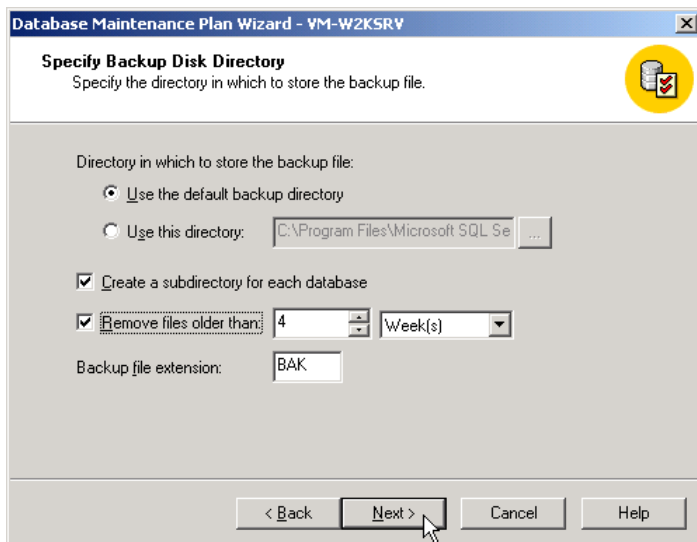 Database Maintenance Plan Wizard - VM-W2KSRV
Specify Backup Disk Directory
Specify the directory in which to store the backup file.
Directory in which to store the backup file:
Use the default backup directory
Use this directory: C:\Program Files\Microsoft SQL Se ...
Create a subdirectory for each database
Remove files older than: 4 Week(s)
Backup file extension: BAK
< Back Next > Cancel Help